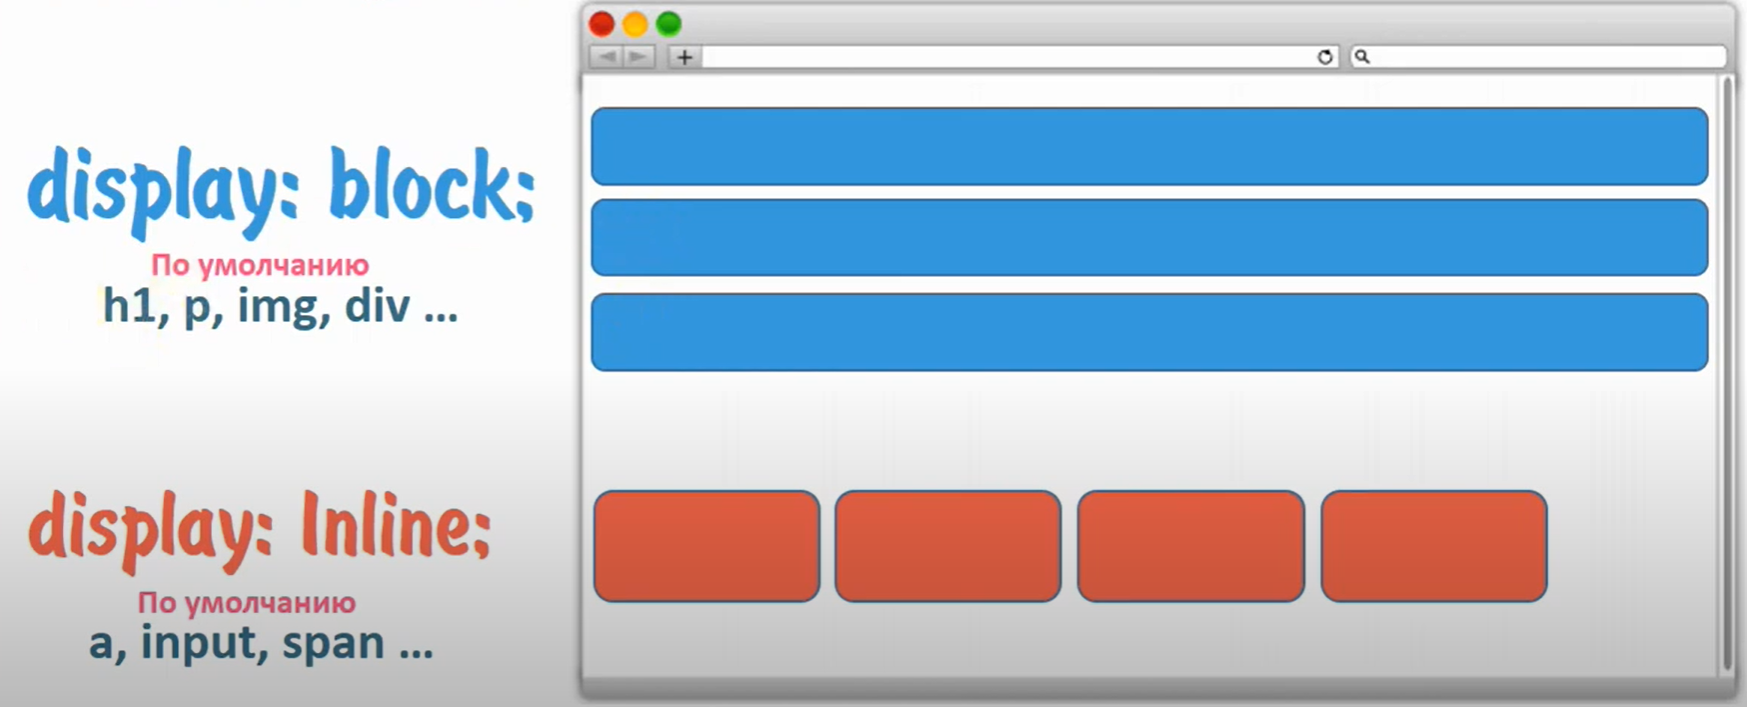 display: block;
По умолчанию
h1, p, img, div ...
display: Inline;
По умолчанию
a, input, span ...